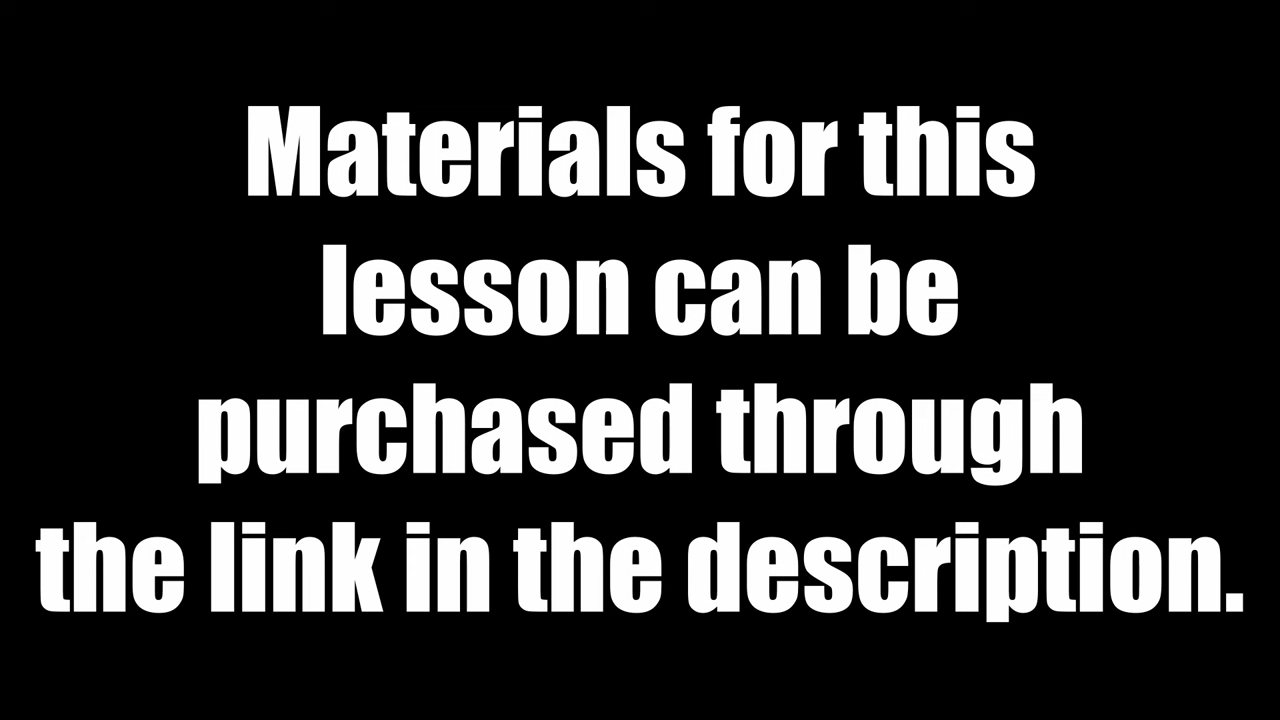 Materials for this
lesson can be
purchased through
the link in the description.